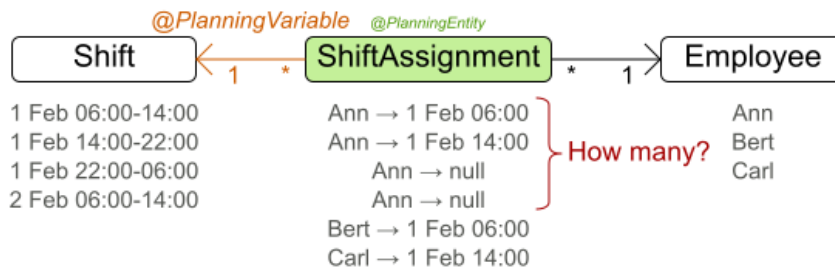 @PlanningVariable @PlanningEntity
Shift ShiftAssignment Employee
1 * * 1
1 Feb 06:00-14:00 Ann → 1 Feb 06:00 Ann
1 Feb 14:00-22:00 Ann → 1 Feb 14:00 Bert
1 Feb 22:00-06:00 Ann → null How many? Carl
2 Feb 06:00-14:00 Ann → null
Bert → 1 Feb 06:00
Carl → 1 Feb 14:00